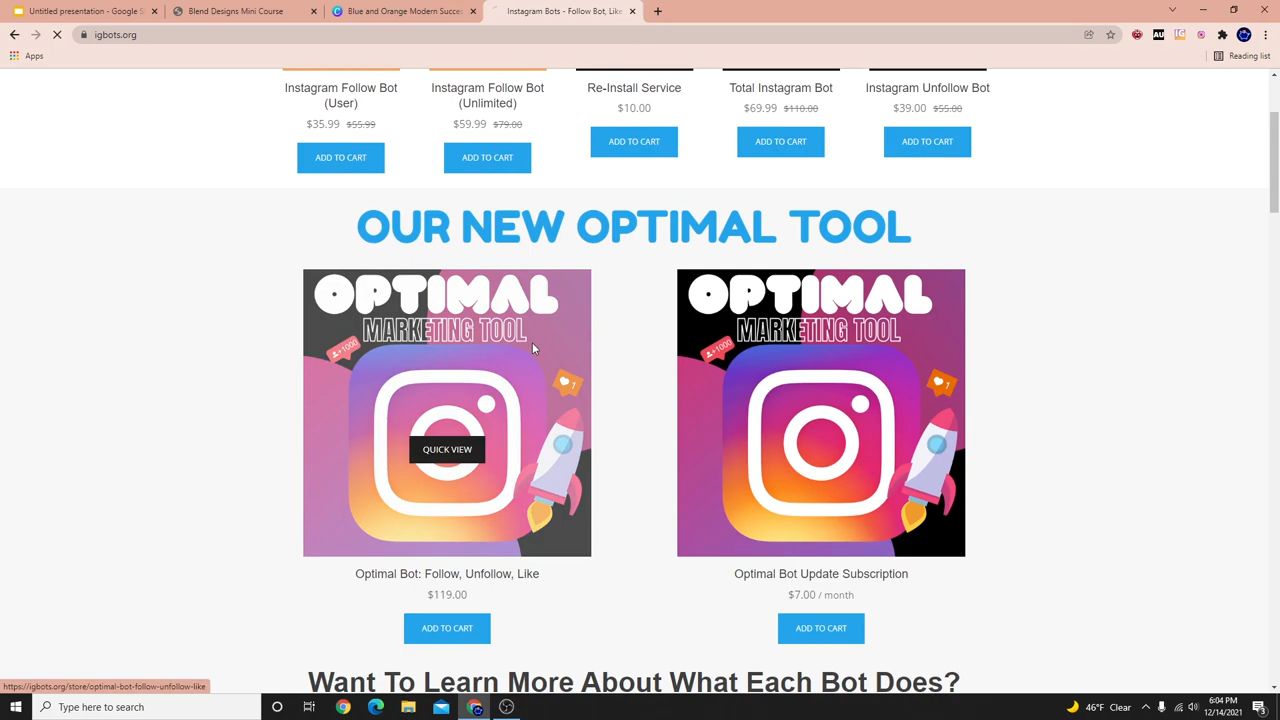 Untitled presentation - Google S
Blend Designs Mini Course
Blue and Orange Modern Succes
Instagram Bots - Follow Bot, Like
igbots.org
Apps
Reading list
Instagram Follow Bot
(User)
$35.99 $55.99
ADD TO CART
Instagram Follow Bot
(Unlimited)
$59.99 $79.00
ADD TO CART
Re-Install Service
$10.00
ADD TO CART
Total Instagram Bot
$69.99 $110.00
ADD TO CART
Instagram Unfollow Bot
$39.00 $55.00
ADD TO CART
OUR NEW OPTIMAL TOOL
OPTIMAL
MARKETING TOOL
+1000
1
QUICK VIEW
Optimal Bot: Follow, Unfollow, Like
$119.00
ADD TO CART
OPTIMAL
MARKETING TOOL
+1000
1
Optimal Bot Update Subscription
$7.00 / month
ADD TO CART
Want To Learn More About What Each Bot Does?
https://igbots.org/store/optimal-bot-follow-unfollow-like
Type here to search
46°F Clear
6:04 PM
12/14/2021
3